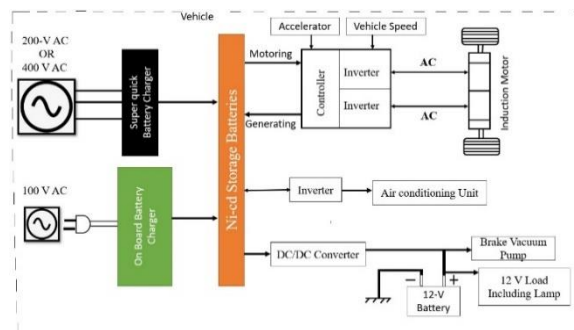 Vehicle
200-V AC
OR
400 V AC
Super quick
Battery Charger
100 V AC
On Board Battery
Charger
Ni-cd Storage Batteries
Motoring
Generating
Accelerator
Vehicle Speed
Controller
Inverter
Inverter
AC
AC
Induction Motor
Inverter
Air conditioning Unit
DC/DC Converter
Brake Vacuum
Pump
− +
12-V
Battery
12 V Load
Including Lamp